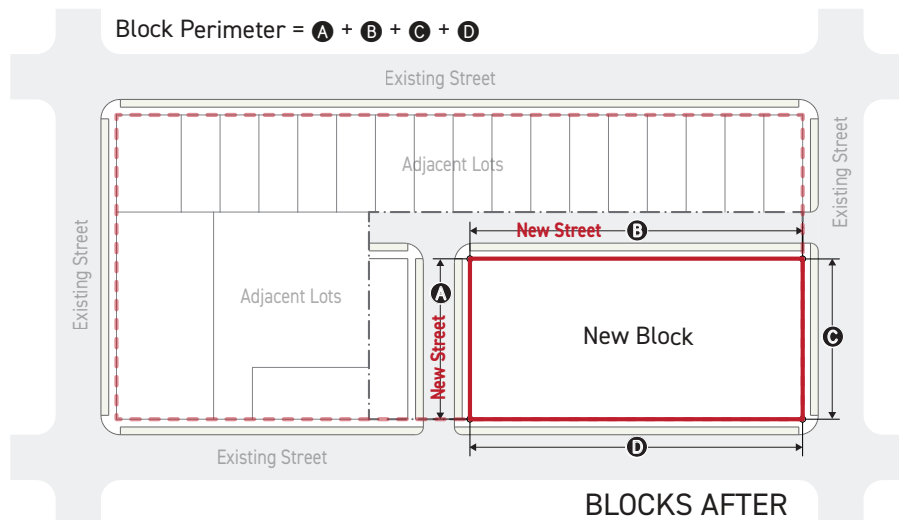 Block Perimeter = A + B + C + D
Existing Street
Existing Street
Adjacent Lots
Existing Street
New Street B
Adjacent Lots
A
New Street
New Block
C
D
Existing Street
BLOCKS AFTER